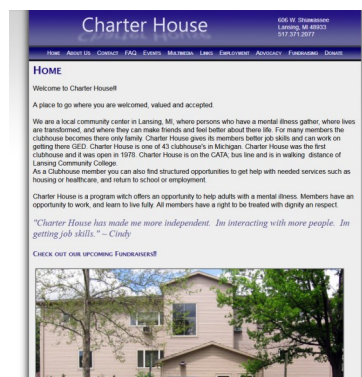 Charter House
606 W. Shiawassee
Lansing, MI 48933
517.371.2077
Home About Us Contact FAQ Events Multimedia Links Employment Advocacy Fundraising Donate
Home
Welcome to Charter House!!
A place to go where you are welcomed, valued and accepted.
We are a local community center in Lansing, MI, where persons who have a mental illness gather, where lives
are transformed, and where they can make friends and feel better about there life. For many members the
clubhouse becomes there only family. Charter House gives its members better job skills and can work on
getting there GED. Charter House is one of 43 clubhouse's in Michigan. Charter House was the first
clubhouse and it was open in 1978. Charter House is on the CATA, bus line and is in walking distance of
Lansing Community College.
As a Clubhouse member you can also find structured opportunities to get help with needed services such as
housing or healthcare, and return to school or employment.
Charter House is a program witch offers an opportunity to help adults with a mental illness. Members have an
opportunity to work, and learn to live fully. All members have a right to be treated with dignity an respect.
"Charter House has made me more independent. Im interacting with more people. Im
getting job skills." ~ Cindy
Check out our upcoming Fundraisers!!